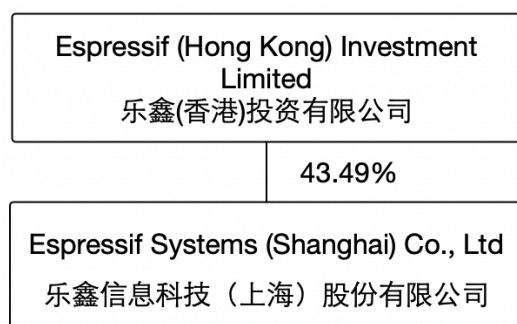 Espressif (Hong Kong) Investment
Limited
乐鑫(香港)投资有限公司
43.49%
Espressif Systems (Shanghai) Co., Ltd
乐鑫信息科技（上海）股份有限公司